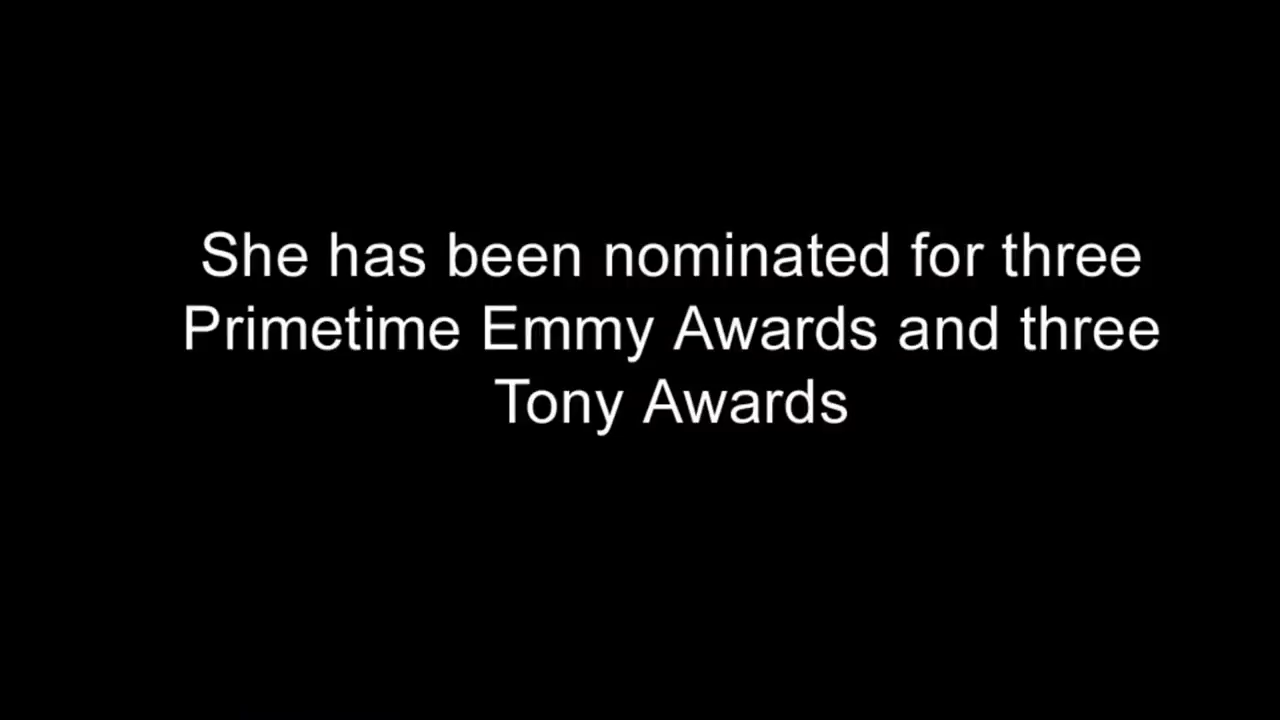 She has been nominated for three
Primetime Emmy Awards and three
Tony Awards